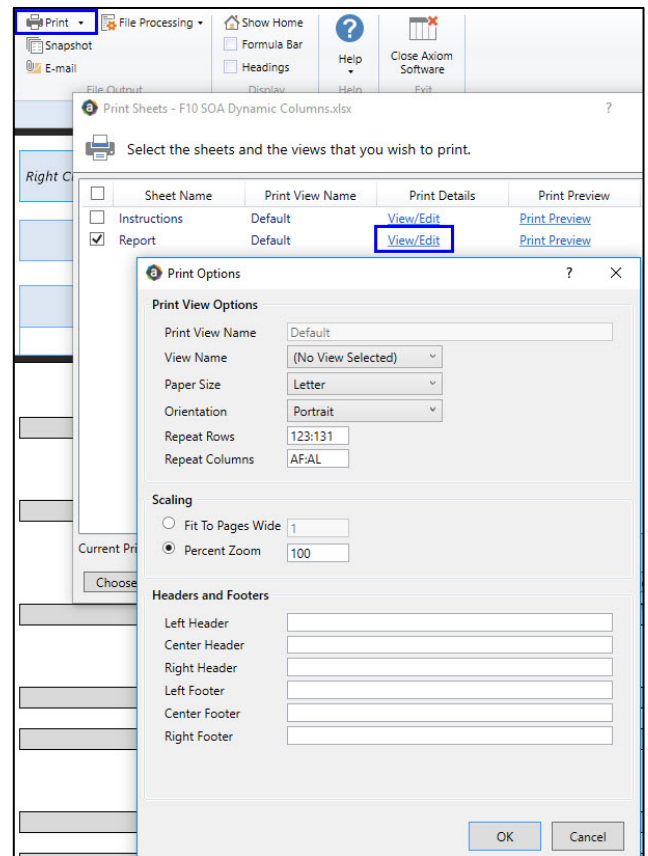 Print File Processing Show Home
Snapshot Formula Bar Help Close Axiom Software
E-mail Headings
File Output Display Help Exit
Print Sheets - F10 SOA Dynamic Columns.xlsx ?
Select the sheets and the views that you wish to print.
Right C
Sheet Name Print View Name Print Details Print Preview
Instructions Default View/Edit Print Preview
Report Default View/Edit Print Preview
a Print Options ? X
Print View Options
Print View Name Default
View Name (No View Selected)
Paper Size Letter
Orientation Portrait
Repeat Rows 123:131
Repeat Columns AF:AL
Scaling
Fit To Pages Wide 1
Current Pri
Percent Zoom 100
Choose
Headers and Footers
Left Header
Center Header
Right Header
Left Footer
Center Footer
Right Footer
OK Cancel